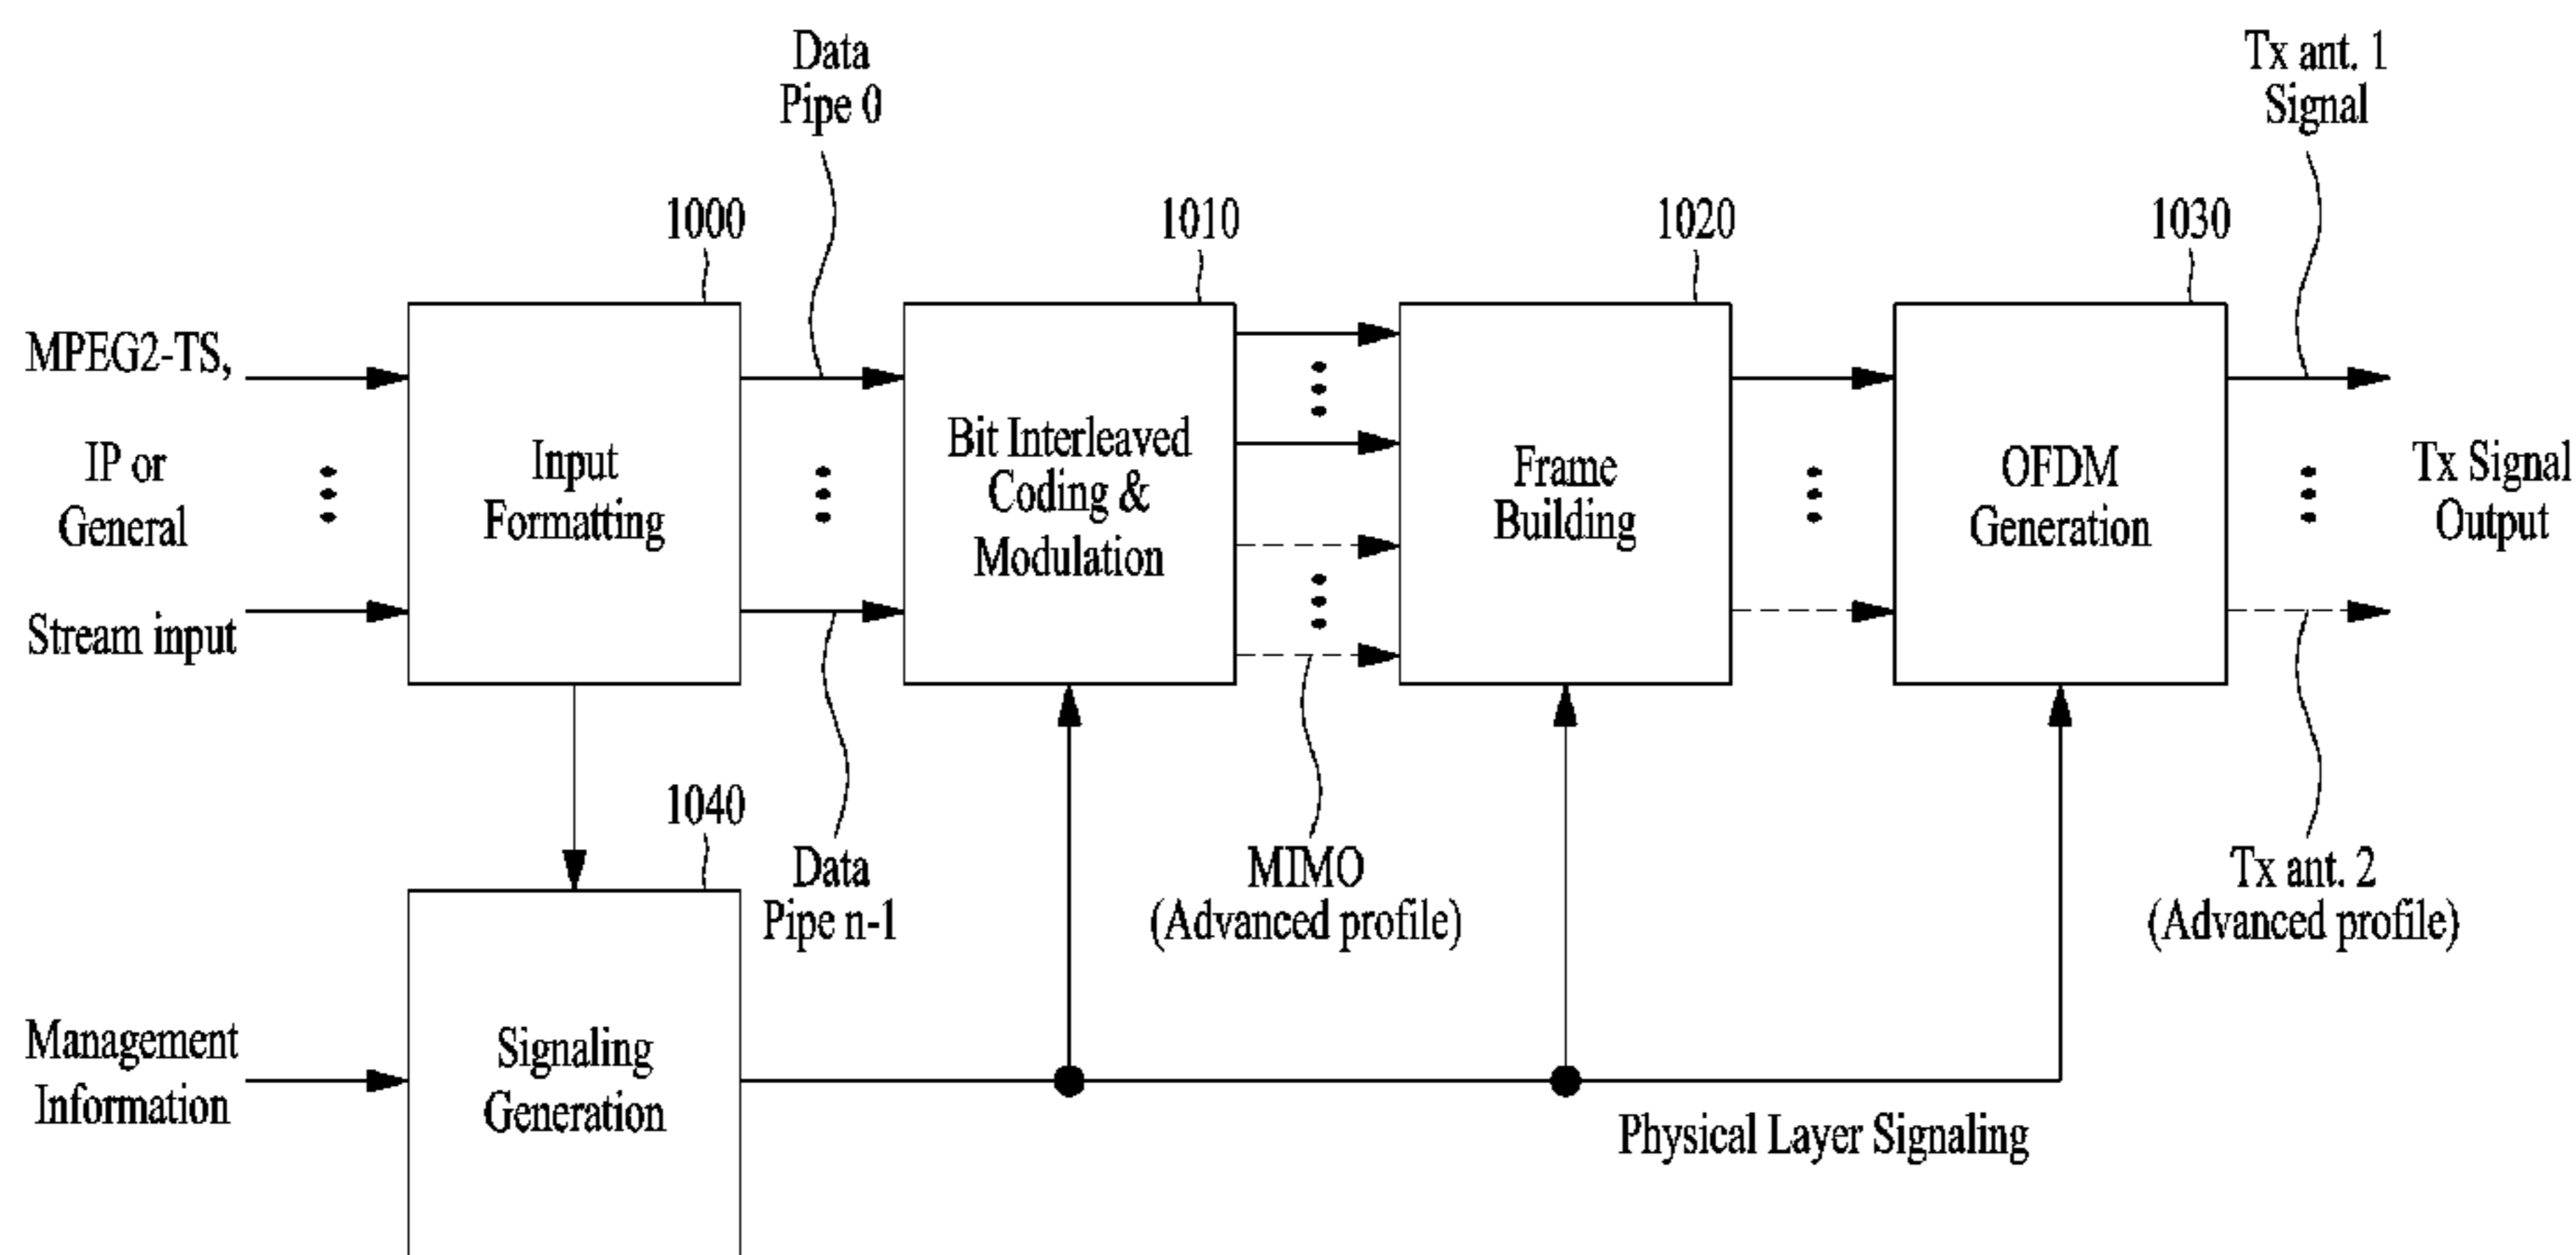 Data
Pipe 0
Tx ant. 1
Signal
1000
1010
1020
1030
MPEG2-TS,
IP or
General
Stream input
Input
Formatting
Bit Interleaved
Coding &
Modulation
Frame
Building
OFDM
Generation
Tx Signal
Output
1040
Data
Pipe n-1
MIMO
(Advanced profile)
Tx ant. 2
(Advanced profile)
Management
Information
Signaling
Generation
Physical Layer Signaling